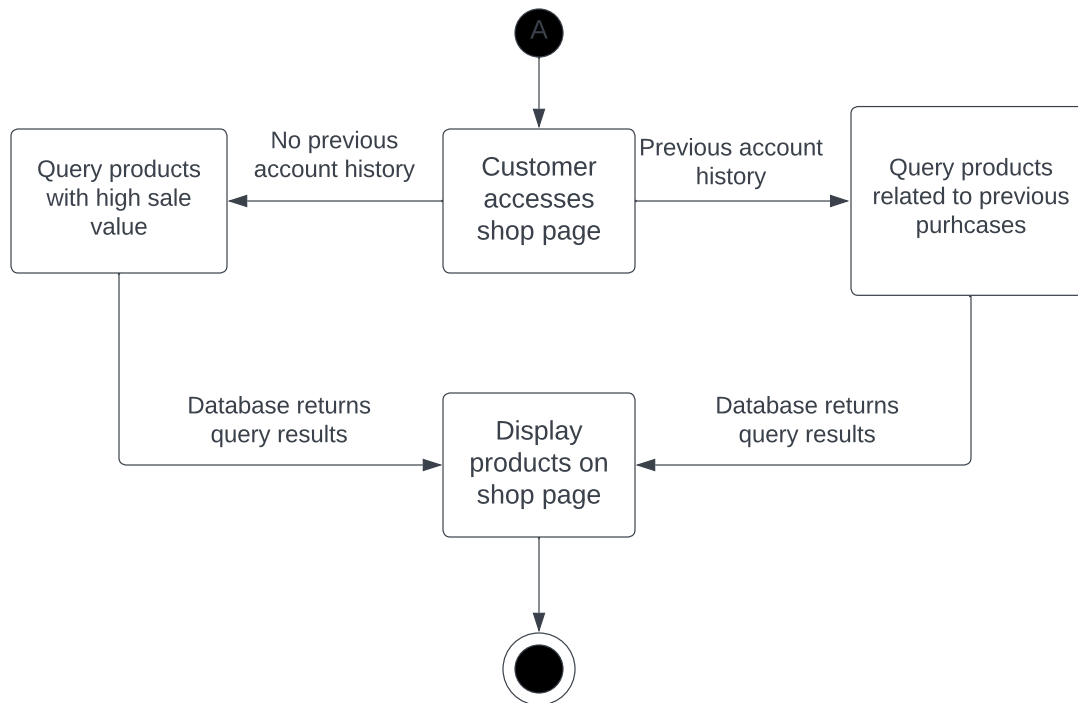 A
No previous
account history
Previous account
history
Query products
with high sale
value
Customer
accesses
shop page
Query products
related to previous
purhcases
Database returns
query results
Database returns
query results
Display
products on
shop page